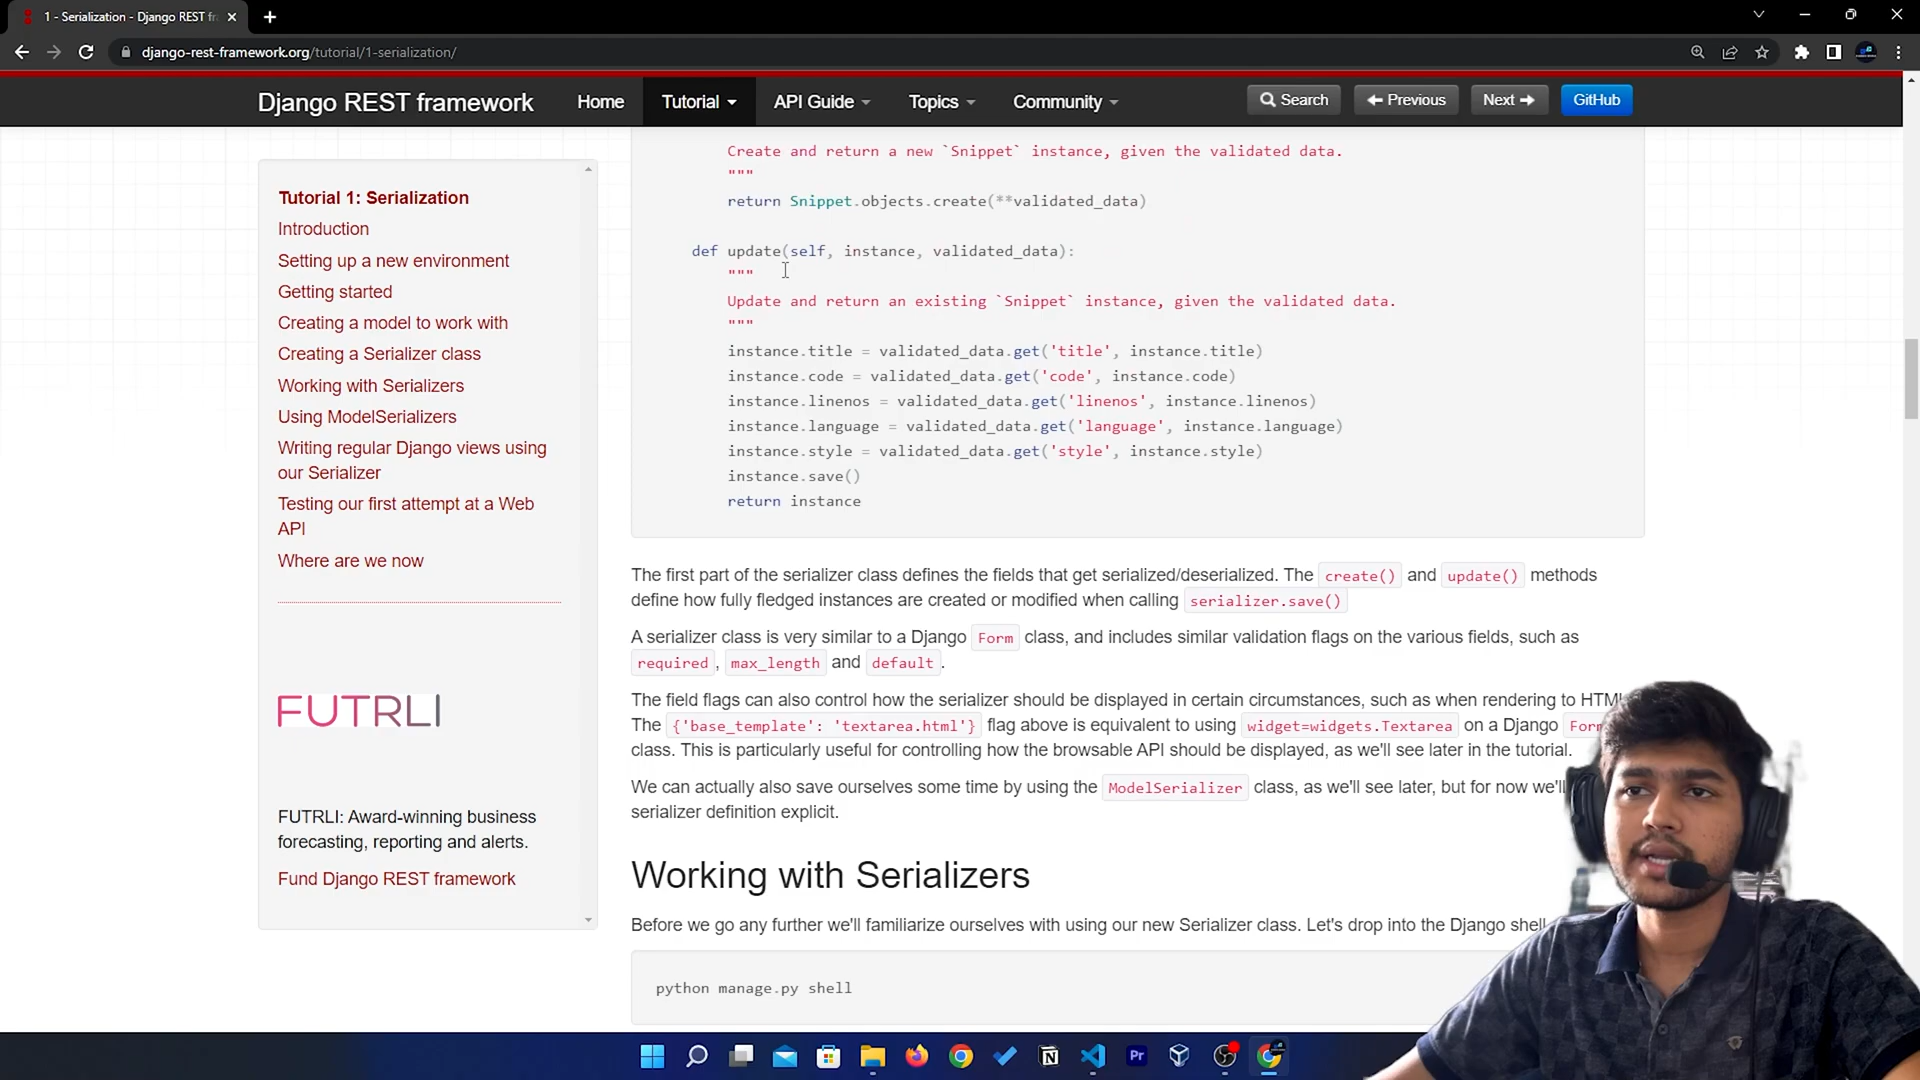 1 - Serialization - Django REST fr
django-rest-framework.org/tutorial/1-serialization/
Django REST framework
Home
Tutorial
API Guide
Topics
Community
Search
Previous
Next
GitHub
Tutorial 1: Serialization
Introduction
Setting up a new environment
Getting started
Creating a model to work with
Creating a Serializer class
Working with Serializers
Using ModelSerializers
Writing regular Django views using
our Serializer
Testing our first attempt at a Web
API
Where are we now
FUTRLI
FUTRLI: Award-winning business
forecasting, reporting and alerts.
Fund Django REST framework
Create and return a new `Snippet` instance, given the validated data.
"""
return Snippet.objects.create(**validated_data)
def update(self, instance, validated_data):
"""
Update and return an existing `Snippet` instance, given the validated data.
"""
instance.title = validated_data.get('title', instance.title)
instance.code = validated_data.get('code', instance.code)
instance.linenos = validated_data.get('linenos', instance.linenos)
instance.language = validated_data.get('language', instance.language)
instance.style = validated_data.get('style', instance.style)
instance.save()
return instance
The first part of the serializer class defines the fields that get serialized/deserialized. The create() and update() methods
define how fully fledged instances are created or modified when calling serializer.save()
A serializer class is very similar to a Django Form class, and includes similar validation flags on the various fields, such as
required, max_length and default.
The field flags can also control how the serializer should be displayed in certain circumstances, such as when rendering to HTML
The {'base_template': 'textarea.html'} flag above is equivalent to using widget=widgets.Textarea on a Django Form
class. This is particularly useful for controlling how the browsable API should be displayed, as we'll see later in the tutorial.
We can actually also save ourselves some time by using the ModelSerializer class, as we'll see later, but for now we'll
serializer definition explicit.
Working with Serializers
Before we go any further we'll familiarize ourselves with using our new Serializer class. Let's drop into the Django shell
python manage.py shell
Pr